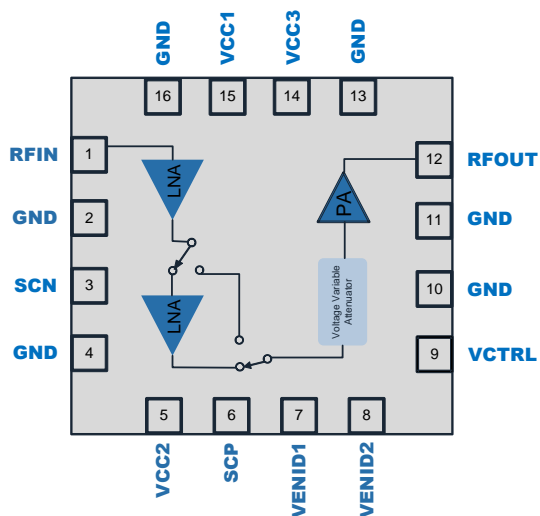 GND
VCC1
VCC3
GND
16
15
14
13
RFIN
1
LNA
12
RFOUT
GND
2
PA
11
GND
SCN
3
LNA
Voltage Variable
Attenuator
10
GND
GND
4
9
VCTRL
5
6
7
8
VCC2
SCP
VENID1
VENID2